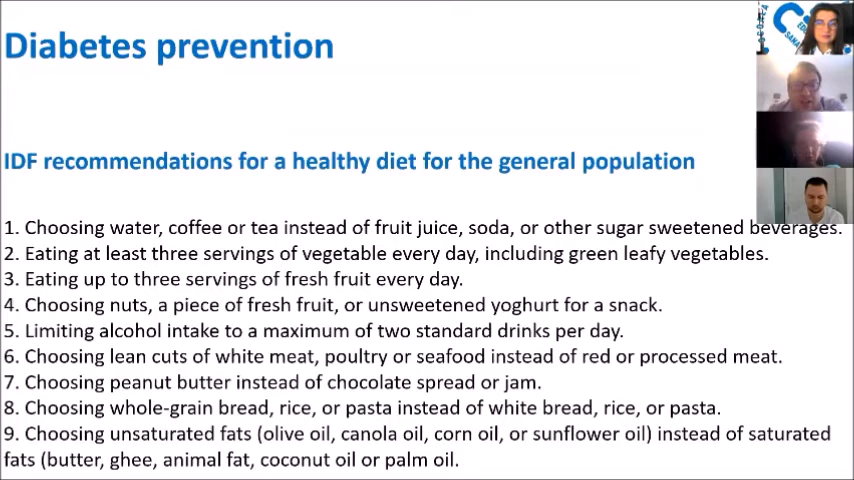 Diabetes prevention
IDF recommendations for a healthy diet for the general population
1. Choosing water, coffee or tea instead of fruit juice, soda, or other sugar sweetened beverages.
2. Eating at least three servings of vegetable every day, including green leafy vegetables.
3. Eating up to three servings of fresh fruit every day.
4. Choosing nuts, a piece of fresh fruit, or unsweetened yoghurt for a snack.
5. Limiting alcohol intake to a maximum of two standard drinks per day.
6. Choosing lean cuts of white meat, poultry or seafood instead of red or processed meat.
7. Choosing peanut butter instead of chocolate spread or jam.
8. Choosing whole-grain bread, rice, or pasta instead of white bread, rice, or pasta.
9. Choosing unsaturated fats (olive oil, canola oil, corn oil, or sunflower oil) instead of saturated
fats (butter, ghee, animal fat, coconut oil or palm oil.